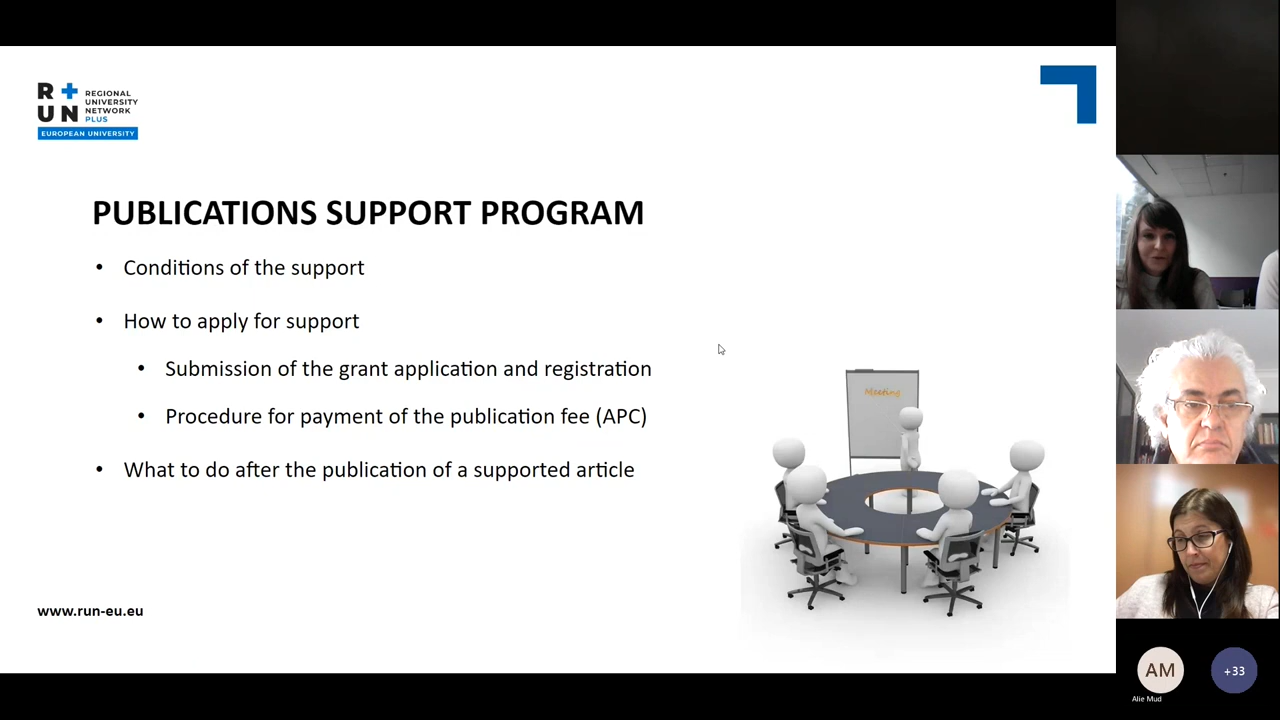 R+ REGIONAL
UNIVERSITY
UN NETWORK
PLUS
EUROPEAN UNIVERSITY
PUBLICATIONS SUPPORT PROGRAM
• Conditions of the support
• How to apply for support
• Submission of the grant application and registration
• Procedure for payment of the publication fee (APC)
• What to do after the publication of a supported article
Meeting
www.run-eu.eu
AM
+33
Alie Mud